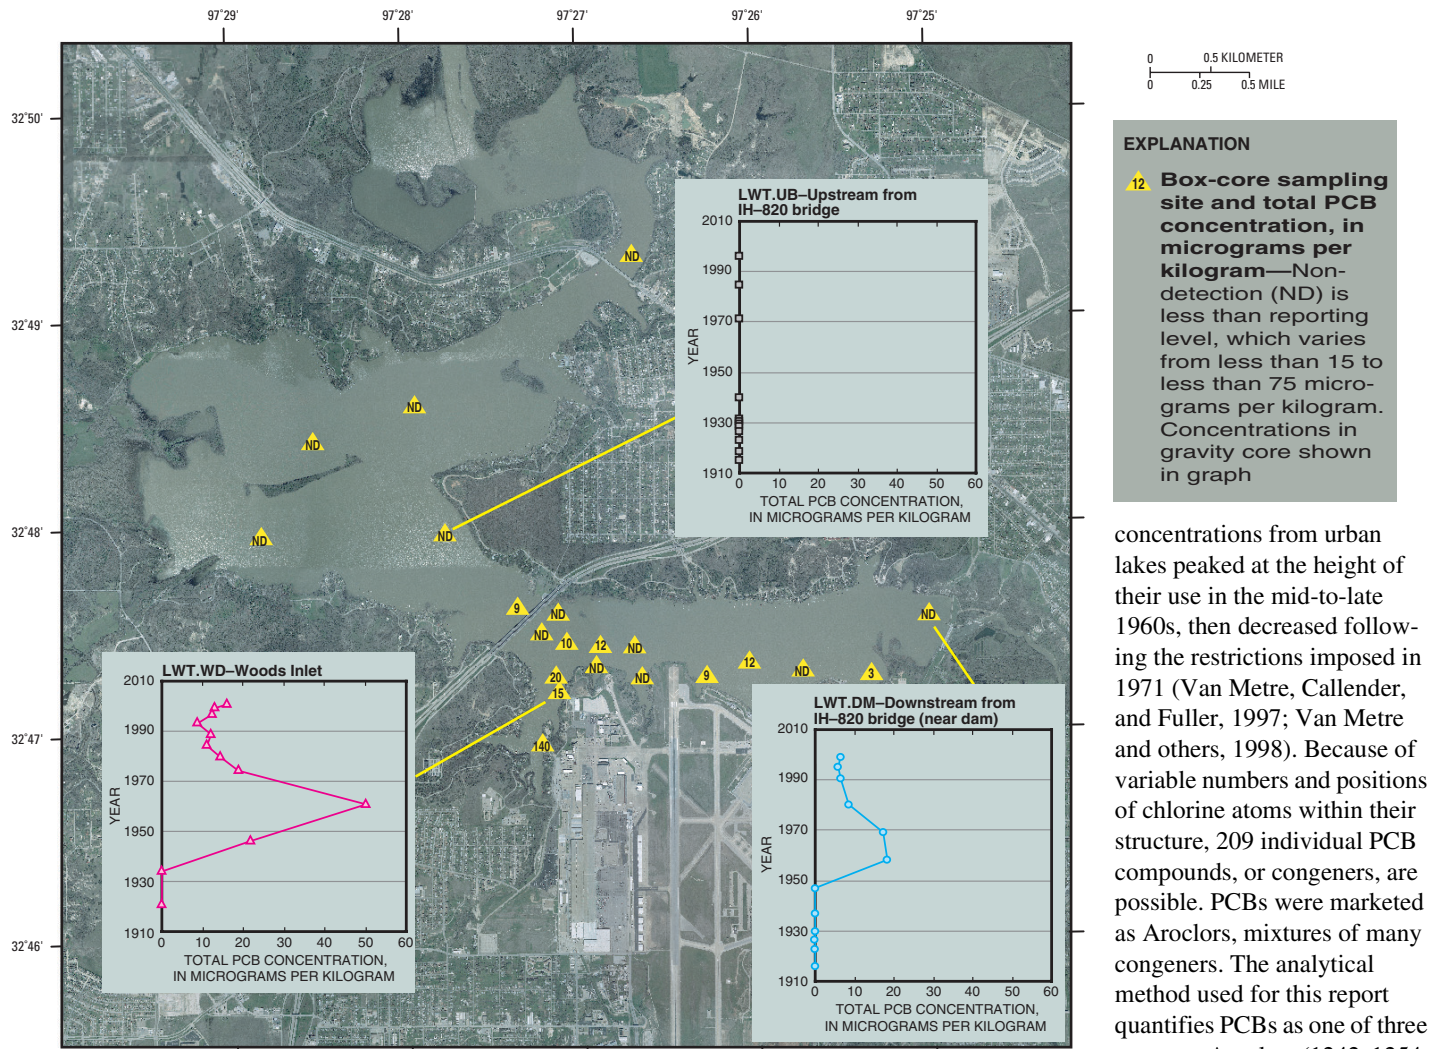 97°29'
97°28'
97°27'
97°26'
97°25'
32°50'
32°49'
32°48'
32°47'
32°46'
0 0.5 KILOMETER
0 0.25 0.5 MILE
EXPLANATION
12 Box-core sampling
site and total PCB
concentration, in
micrograms per
kilogram—Non-
detection (ND) is
less than reporting
level, which varies
from less than 15 to
less than 75 micro-
grams per kilogram.
Concentrations in
gravity core shown
in graph
LWT.UB–Upstream from
IH–820 bridge
2010
1990
1970
1950
1930
1910
YEAR
0 10 20 30 40 50 60
TOTAL PCB CONCENTRATION,
IN MICROGRAMS PER KILOGRAM
ND
ND
ND
ND
ND
9
ND
ND
10
12
ND
ND
20
15
ND
9
12
ND
3
ND
140
LWT.WD–Woods Inlet
2010
1990
1970
1950
1930
1910
YEAR
0 10 20 30 40 50 60
TOTAL PCB CONCENTRATION,
IN MICROGRAMS PER KILOGRAM
LWT.DM–Downstream from
IH–820 bridge (near dam)
2010
1990
1970
1950
1930
1910
YEAR
0 10 20 30 40 50 60
TOTAL PCB CONCENTRATION,
IN MICROGRAMS PER KILOGRAM
concentrations from urban
lakes peaked at the height of
their use in the mid-to-late
1960s, then decreased follow-
ing the restrictions imposed in
1971 (Van Metre, Callender,
and Fuller, 1997; Van Metre
and others, 1998). Because of
variable numbers and positions
of chlorine atoms within their
structure, 209 individual PCB
compounds, or congeners, are
possible. PCBs were marketed
as Aroclors, mixtures of many
congeners. The analytical
method used for this report
quantifies PCBs as one of three